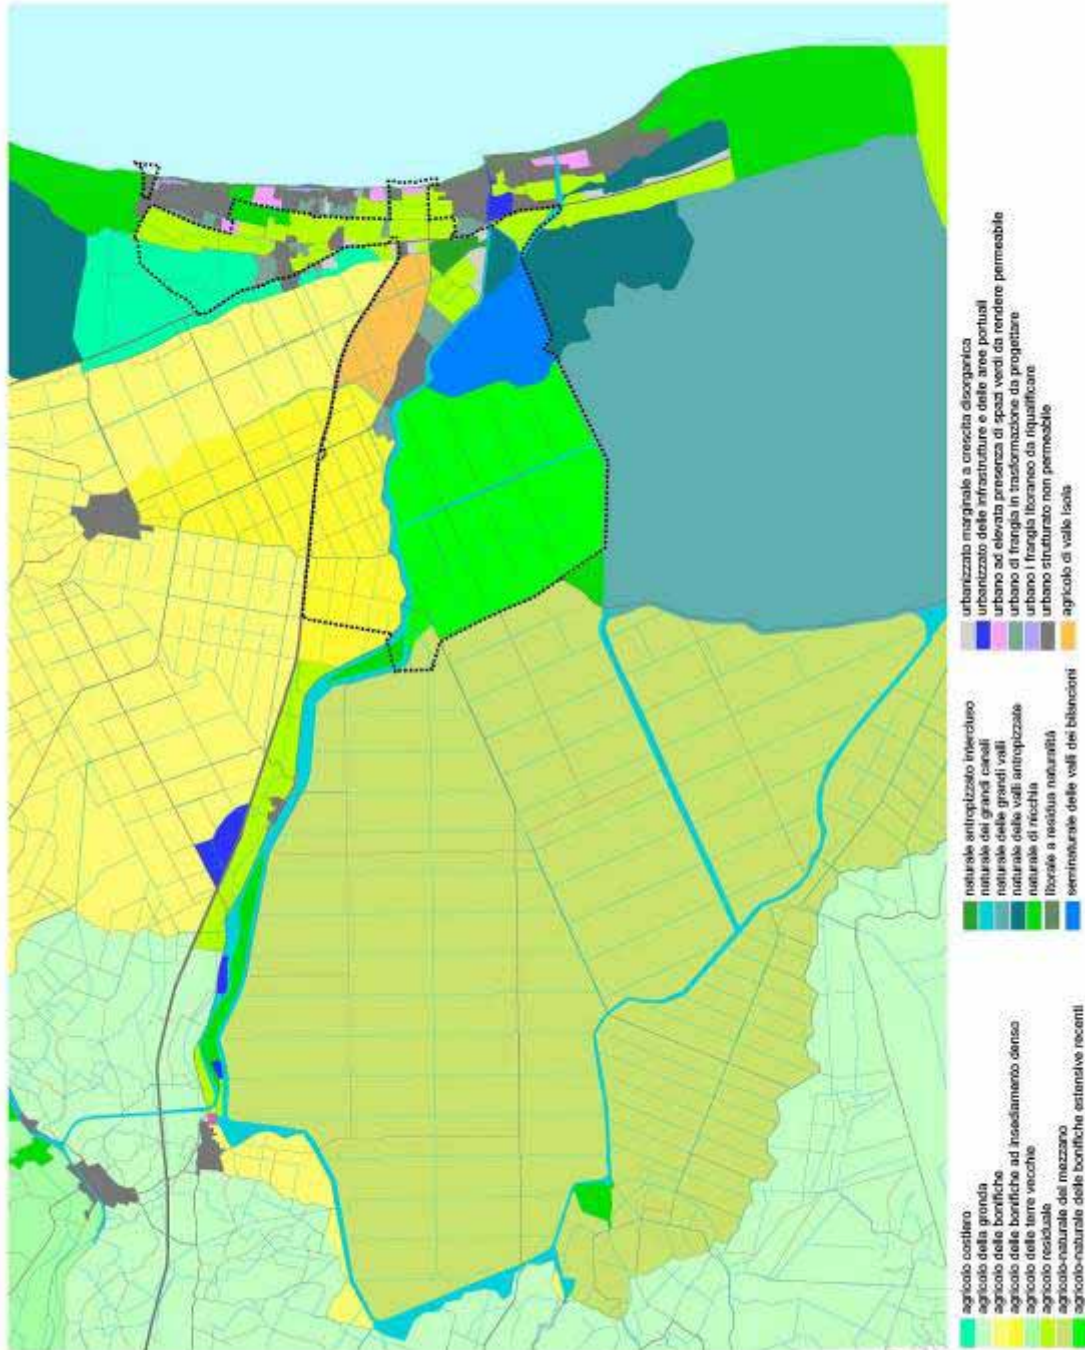 agricolo costiero
agricolo della gronda
agricolo delle bonifiche
agricolo delle bonifiche ad insediamento denso
agricolo delle terre vecchie
agricolo residuale
agricolo-naturale del mezzano
agricolo-naturale delle bonifiche estensive recenti
naturale antropizzato intercluso
naturale dei grandi canali
naturale delle grandi valli
naturale delle valli antropizzate
naturale di nicchia
litorale a residua naturalità
seminaturale delle valli dei bilancioni
urbanizzato marginale a crescita disorganica
urbanizzato delle infrastrutture e delle aree portuali
urbano ad elevata presenza di spazi verdi da rendere permeabile
urbano di frangia in trasformazione da progettare
urbano i frangia litoraneo da riqualificare
urbano strutturato non permeabile
agricolo di valle Isola